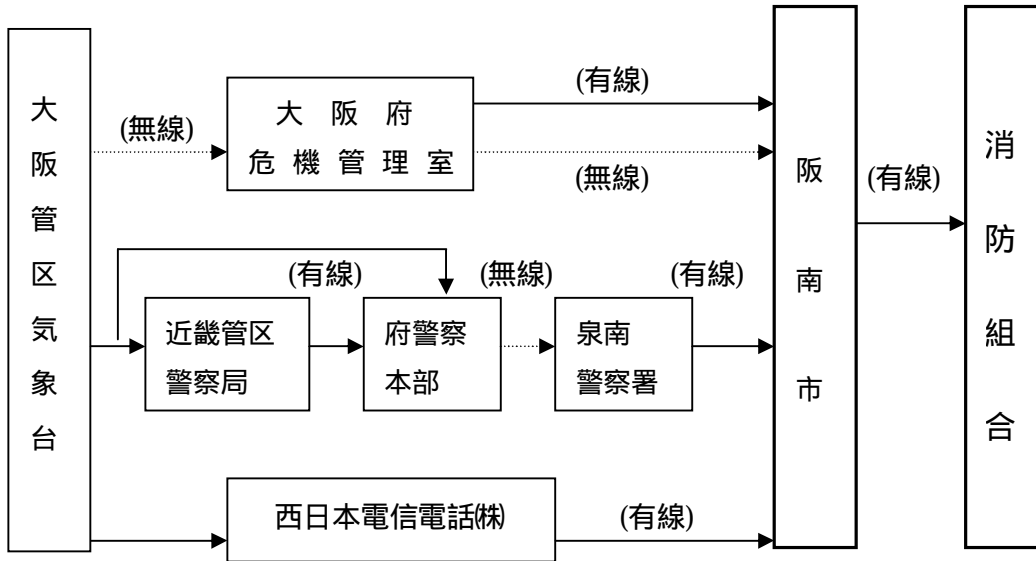 大阪管区気象台
(無線)
大阪府
危機管理室
(有線)
(無線)
近畿管区
警察局
(有線)
府警察
本部
(無線)
泉南
警察署
(有線)
西日本電信電話㈱
(有線)
阪南市
(有線)
消防組合